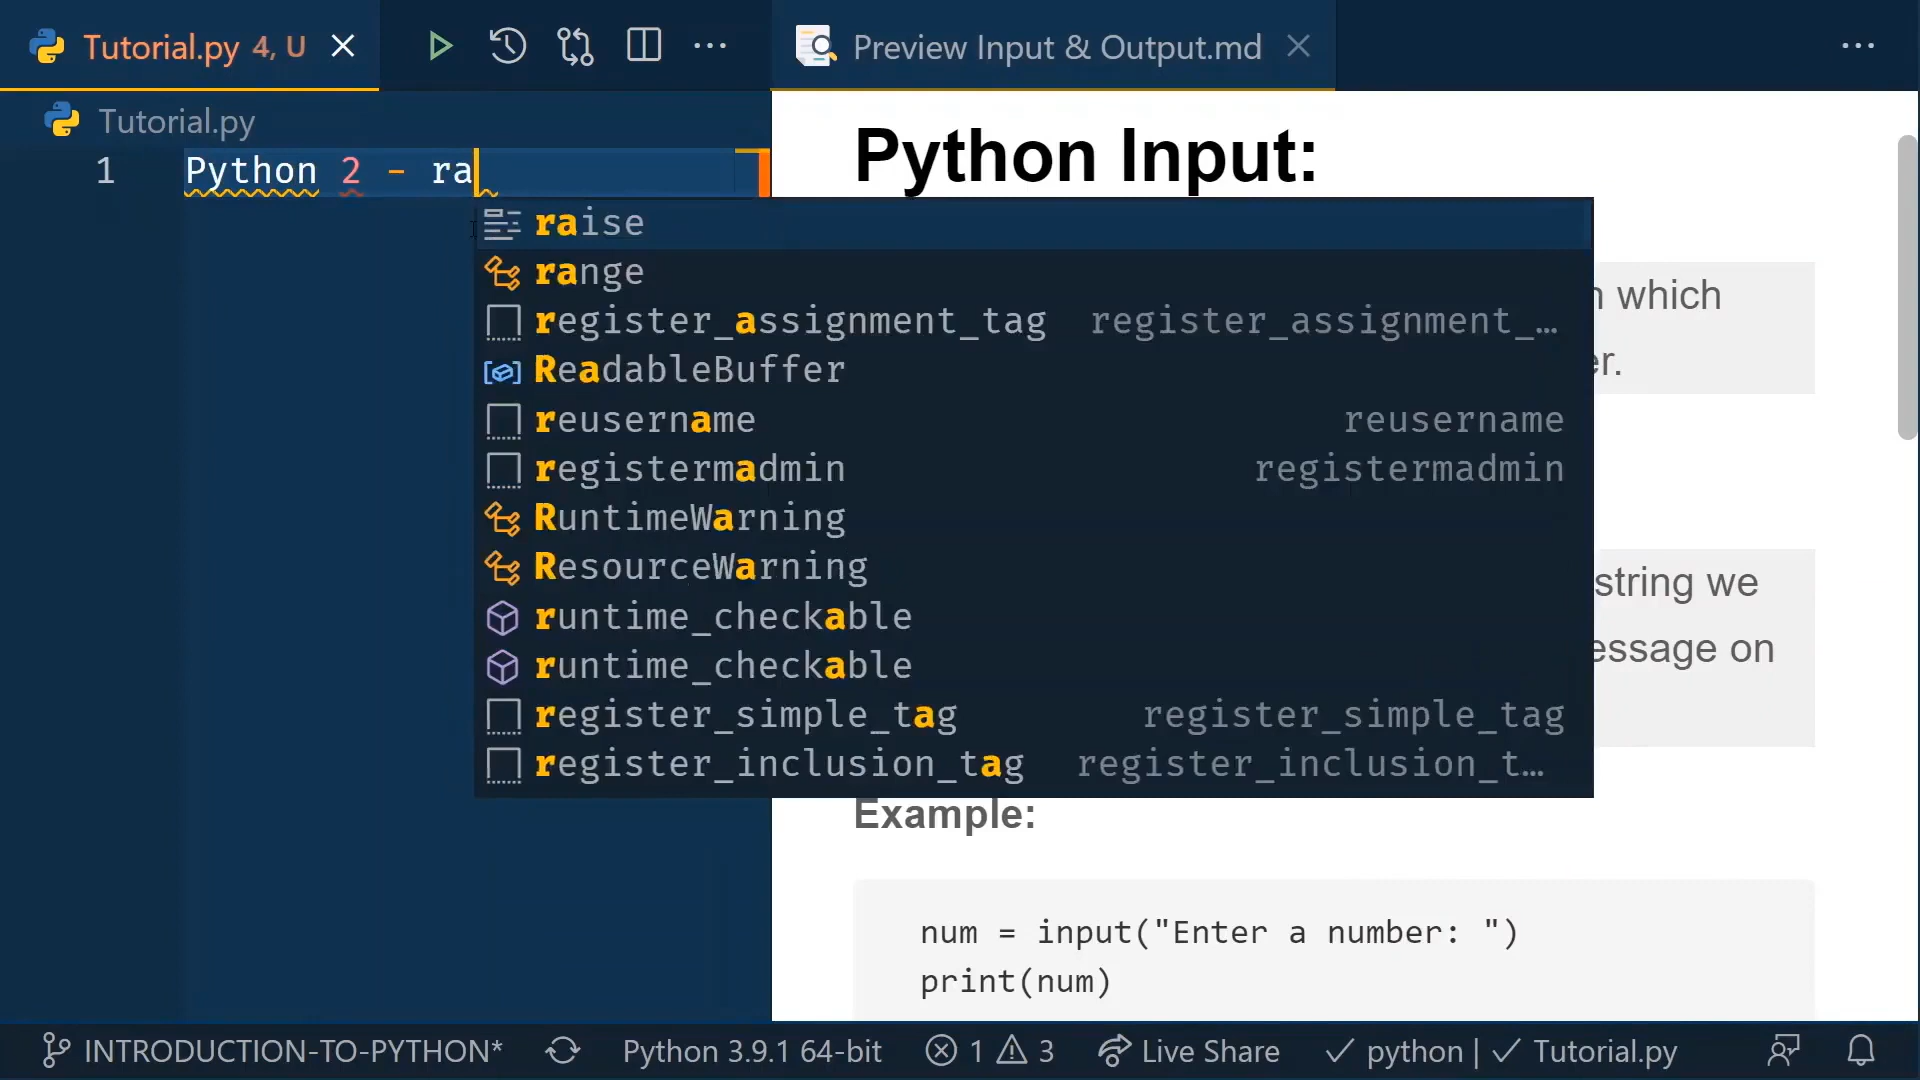 Tutorial.py 4, U
Preview Input & Output.md
Tutorial.py
1 Python 2 - ra
raise
range
register_assignment_tag register_assignment_…
ReadableBuffer
reusername reusername
registermadmin registermadmin
RuntimeWarning
ResourceWarning
runtime_checkable
runtime_checkable
register_simple_tag register_simple_tag
register_inclusion_tag register_inclusion_t…
Python Input:
which
string we
on
Example:
num = input("Enter a number: ")
print(num)
INTRODUCTION-TO-PYTHON* Python 3.9.1 64-bit 1 3 Live Share python | Tutorial.py